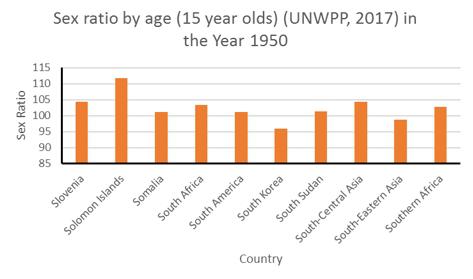 Sex ratio by age (15 year olds) (UNWPP, 2017) in
the Year 1950
115
110
105
100
95
90
85
Sex Ratio
Slovenia
Solomon Islands
Somalia
South Africa
South America
South Korea
South Sudan
South-Central Asia
South-Eastern Asia
Southern Africa
Country